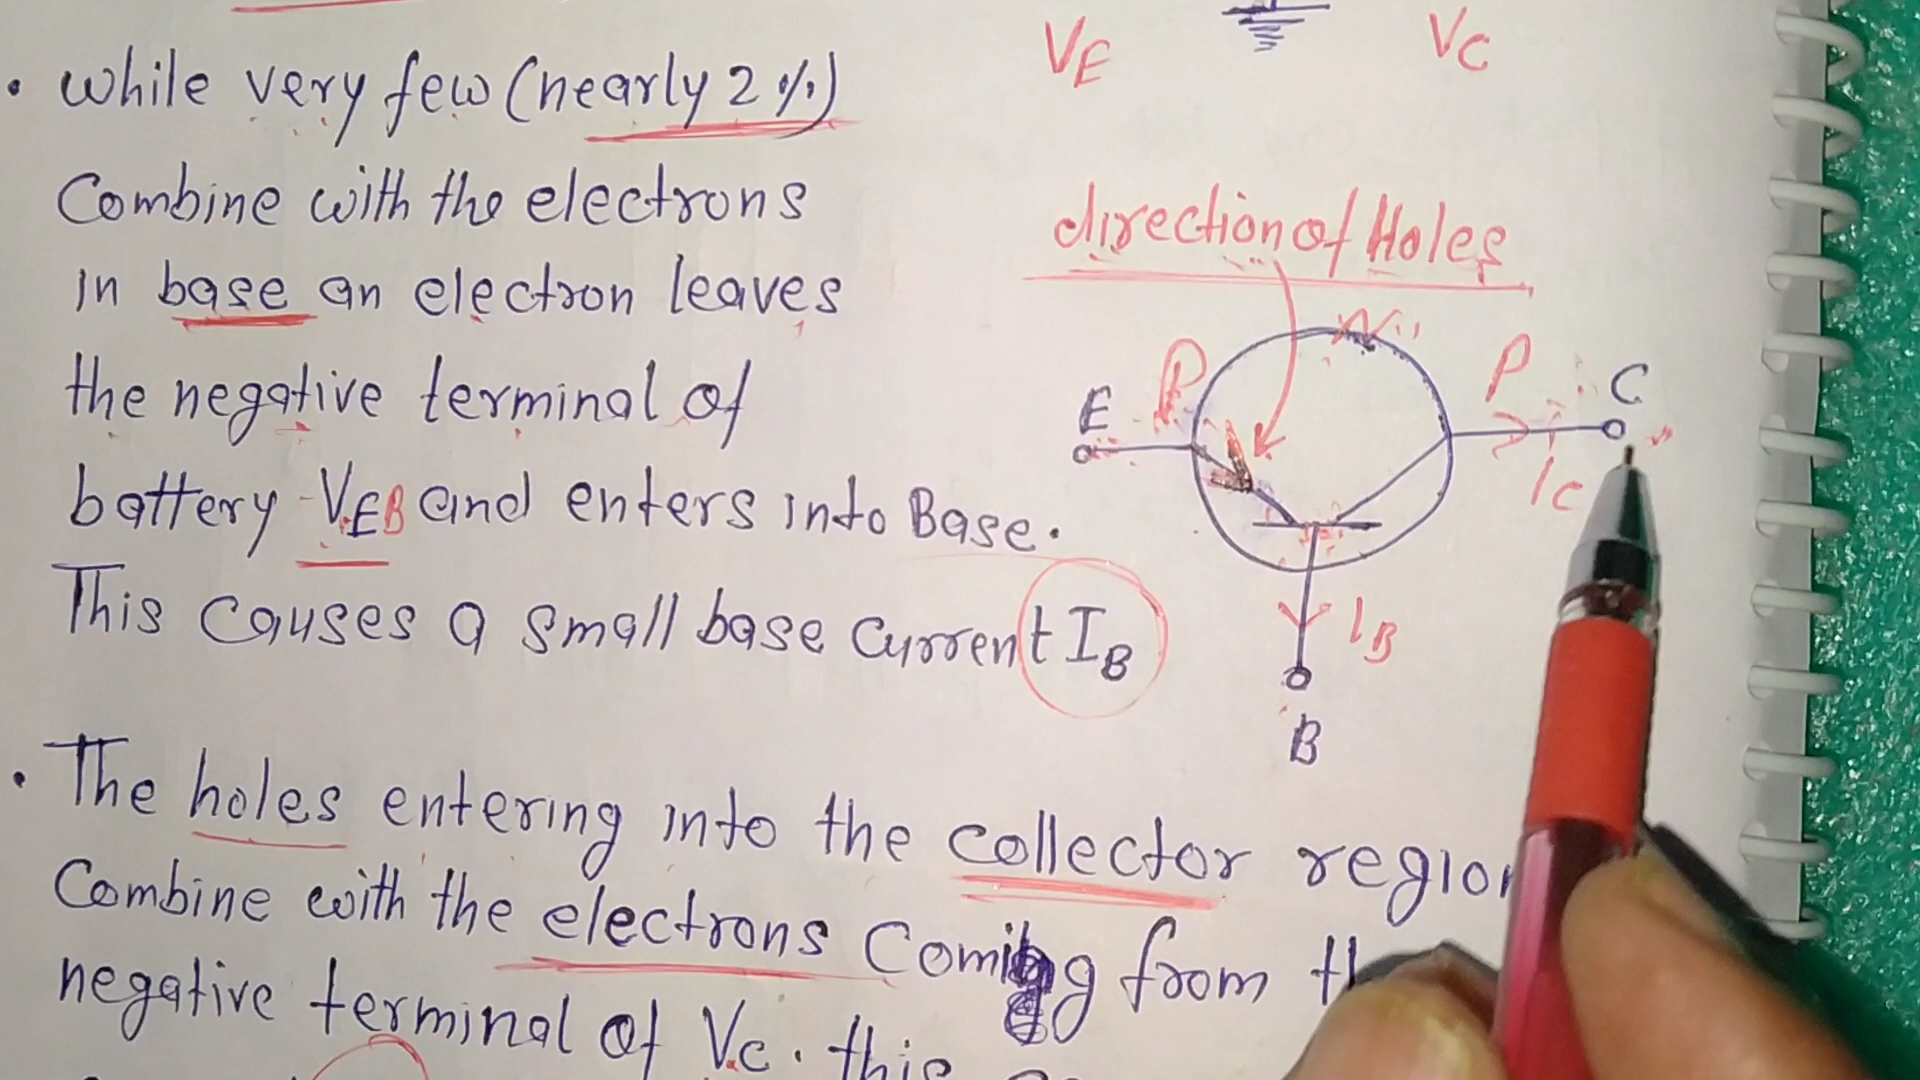 • While very few (nearly 2%)
Combine with the electrons
in base an electron leaves
the negative terminal of
battery VEB and enters into Base.
This causes a small base current IB
• The holes entering into the collector
Combine with the electrons coming from
negative terminal of Vc. this
VE
VC
direction of Holes
N
E
P
P
C
IC
IB
B